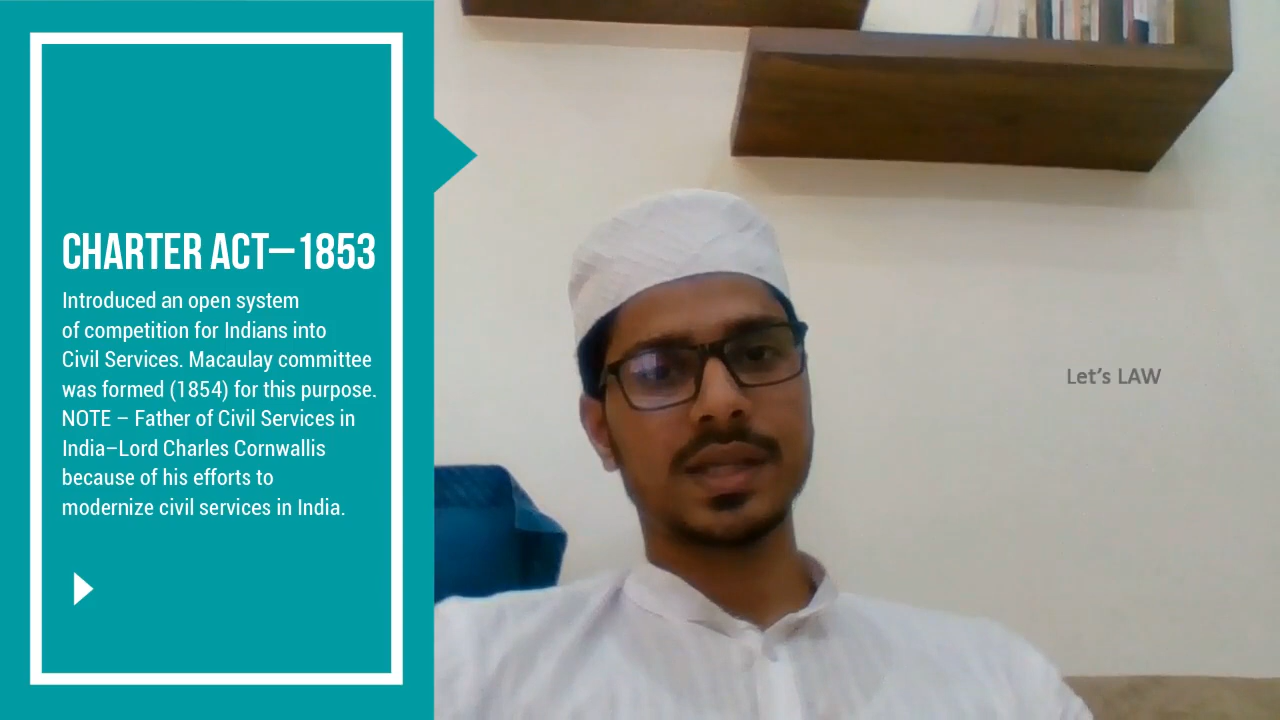 CHARTER ACT–1853
Introduced an open system
of competition for Indians into
Civil Services. Macaulay committee
was formed (1854) for this purpose.
NOTE – Father of Civil Services in
India–Lord Charles Cornwallis
because of his efforts to
modernize civil services in India.
Let's LAW